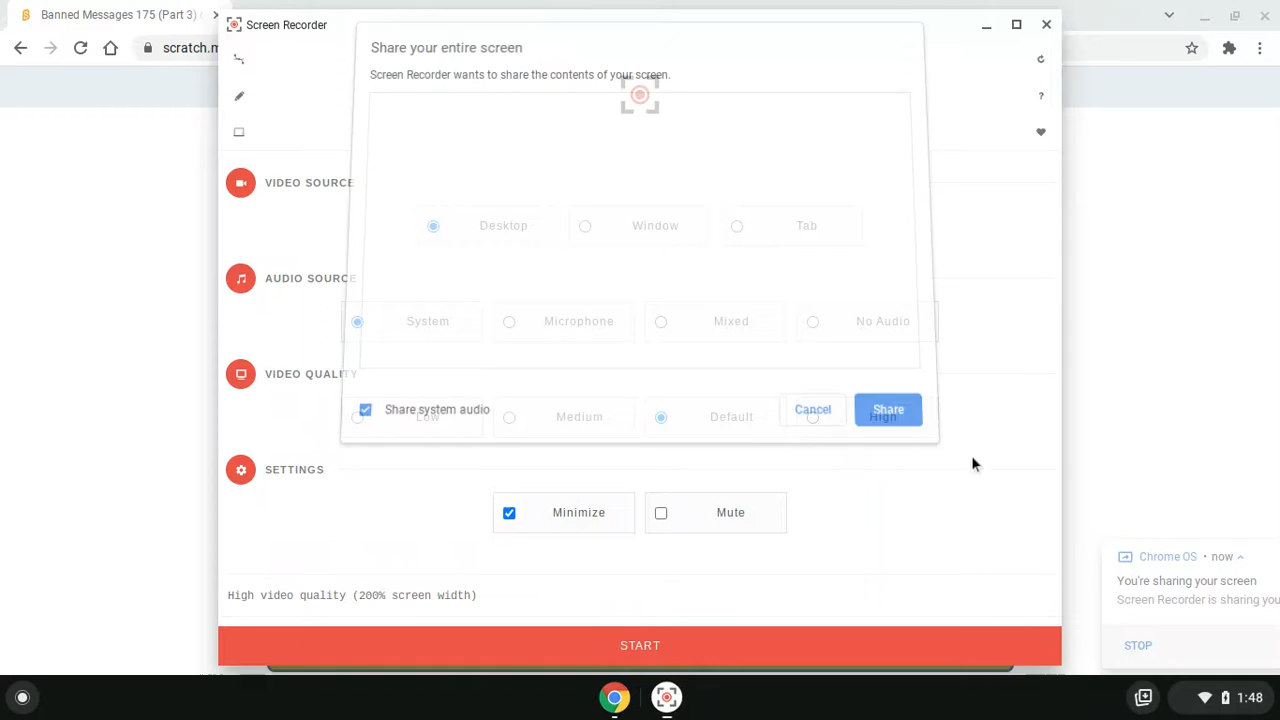 Banned Messages 175 (Part 3)
scratch.m
Screen Recorder
Share your entire screen
Screen Recorder wants to share the contents of your screen.
VIDEO SOURCE
Desktop
Window
Tab
AUDIO SOURCE
System
Microphone
Mixed
No Audio
VIDEO QUALITY
Low
Medium
Default
High
Share system audio
Cancel
Share
SETTINGS
Minimize
Mute
High video quality (200% screen width)
START
Chrome OS • now
You're sharing your screen
Screen Recorder is sharing you
STOP
1:48